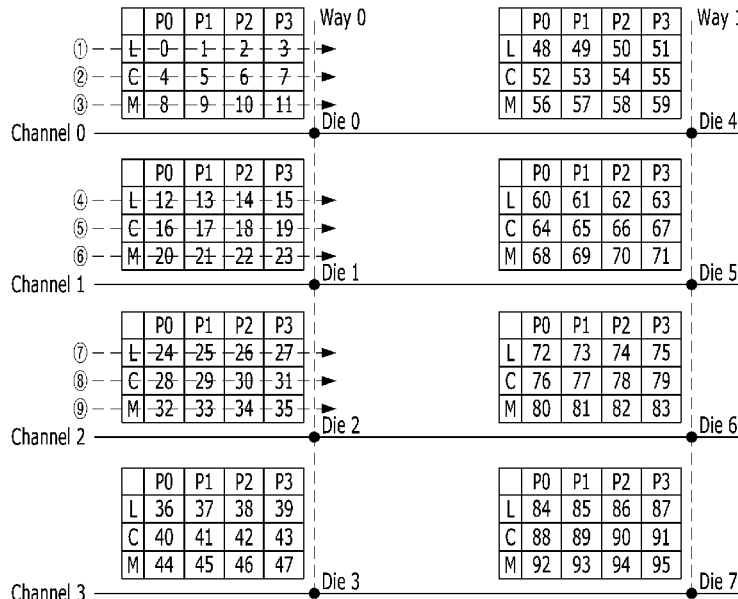 P0 P1 P2 P3 Way 0 P0 P1 P2 P3 Way 1
① L 0 1 2 3 L 48 49 50 51
② C 4 5 6 7 C 52 53 54 55
③ M 8 9 10 11 M 56 57 58 59
Channel 0 Die 0 Die 4
P0 P1 P2 P3 P0 P1 P2 P3
④ L 12 13 14 15 L 60 61 62 63
⑤ C 16 17 18 19 C 64 65 66 67
⑥ M 20 21 22 23 M 68 69 70 71
Channel 1 Die 1 Die 5
P0 P1 P2 P3 P0 P1 P2 P3
⑦ L 24 25 26 27 L 72 73 74 75
⑧ C 28 29 30 31 C 76 77 78 79
⑨ M 32 33 34 35 M 80 81 82 83
Channel 2 Die 2 Die 6
P0 P1 P2 P3 P0 P1 P2 P3
L 36 37 38 39 L 84 85 86 87
C 40 41 42 43 C 88 89 90 91
M 44 45 46 47 M 92 93 94 95
Channel 3 Die 3 Die 7